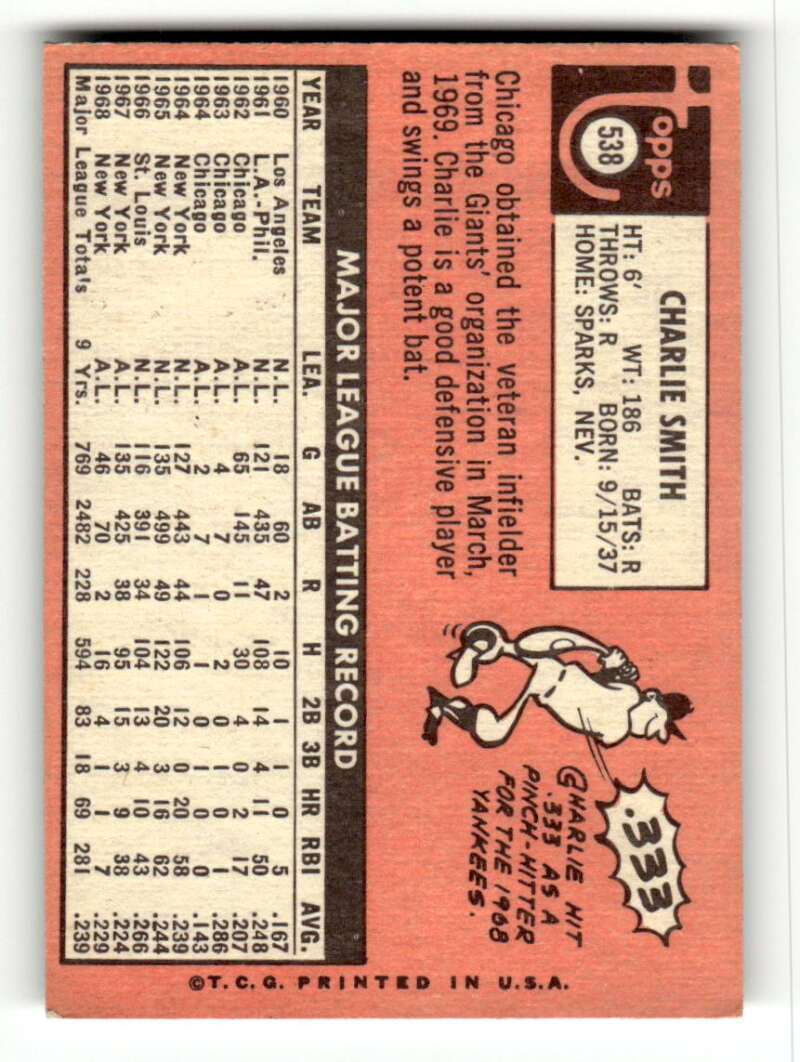 Topps
538
CHARLIE SMITH
HT: 6' WT: 186 BATS: R
THROWS: R BORN: 9/15/37
HOME: SPARKS, NEV.
Chicago obtained the veteran infielder
from the Giants' organization in March,
1969. Charlie is a good defensive player
and swings a potent bat.
.333
CHARLIE HIT
.333 AS A
PINCH-HITTER
FOR THE 1968
YANKEES.
MAJOR LEAGUE BATTING RECORD
YEAR TEAM LEA. G AB R H 2B 3B HR RBI AVG.
1960 Los Angeles N.L. 18 60 2 10 1 1 0 5 .167
1961 L.A.-Phil. N.L. 121 435 47 108 14 4 11 50 .248
1962 Chicago A.L. 65 145 11 30 4 0 2 17 .207
1963 Chicago A.L. 4 7 0 2 0 1 0 1 .286
1964 Chicago A.L. 2 7 1 1 0 1 0 0 .143
1964 New York N.L. 127 443 44 106 12 0 20 58 .239
1965 New York N.L. 135 499 49 122 20 3 16 62 .244
1966 St. Louis N.L. 116 391 34 104 13 4 10 43 .266
1967 New York A.L. 135 425 38 95 15 3 9 38 .224
1968 New York A.L. 46 70 2 16 4 1 1 7 .229
Major League Totals 9 Yrs. 769 2482 228 594 83 18 69 281 .239
©T.C.G. PRINTED IN U.S.A.